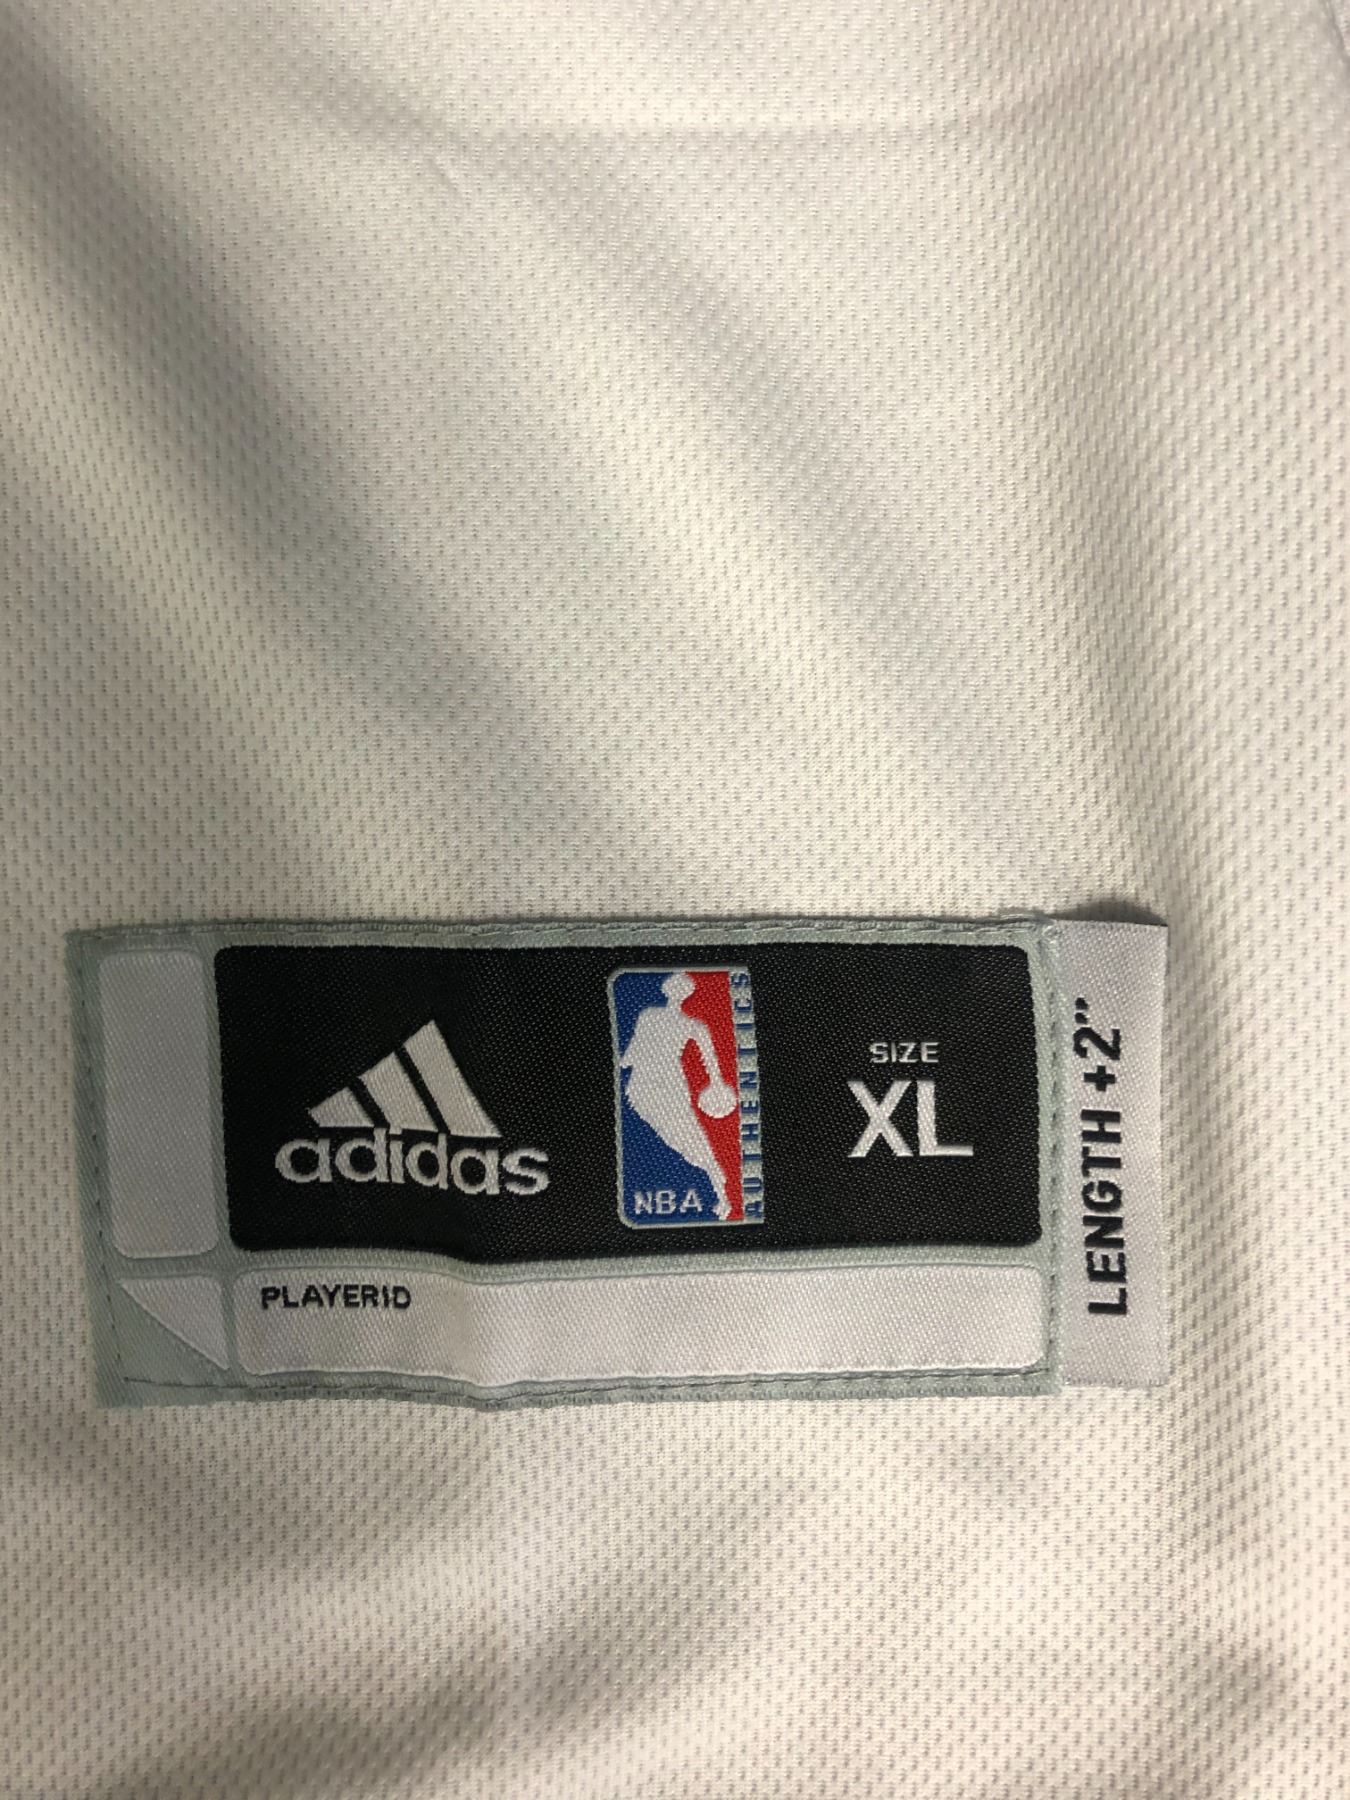 adidas
NBA
AUTHENTICS
SIZE
XL
LENGTH +2"
PLAYERID